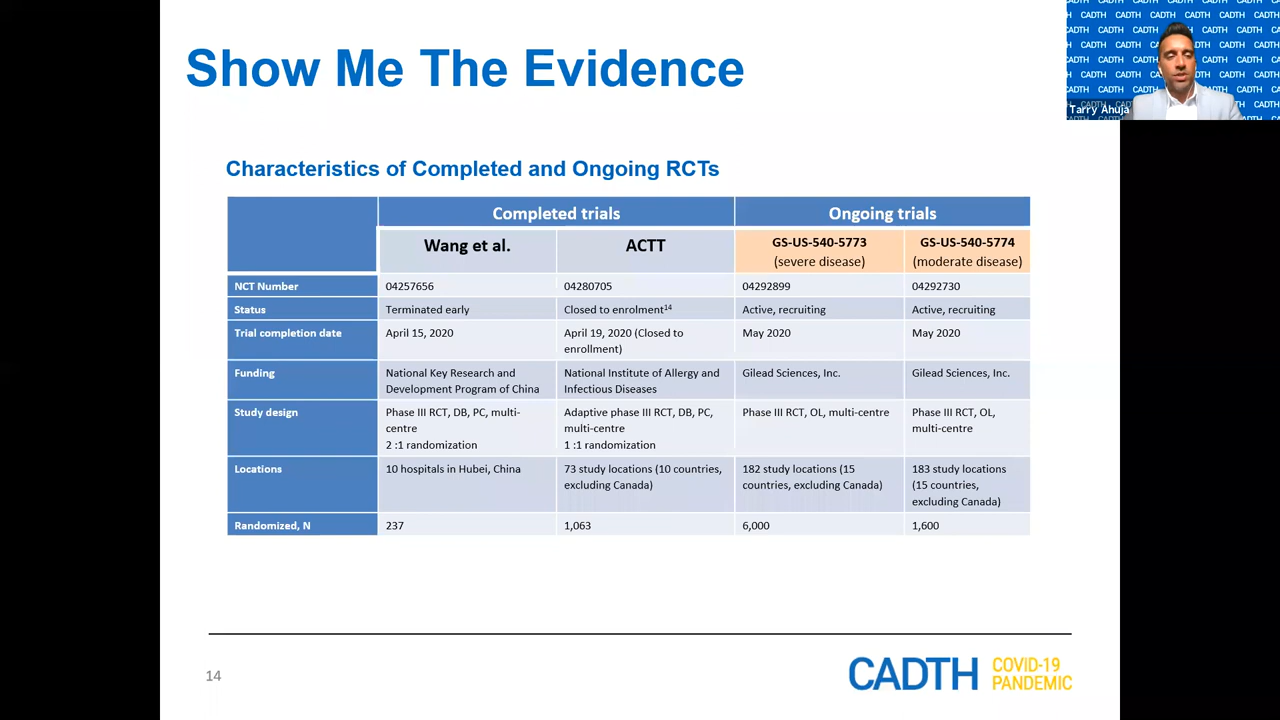 Show Me The Evidence
Tarry Ahuja
Characteristics of Completed and Ongoing RCTs
Completed trials Ongoing trials
Wang et al. ACTT GS-US-540-5773 (severe disease) GS-US-540-5774 (moderate disease)
NCT Number 04257656 04280705 04292899 04292730
Status Terminated early Closed to enrolment¹⁴ Active, recruiting Active, recruiting
Trial completion date April 15, 2020 April 19, 2020 (Closed to enrollment) May 2020 May 2020
Funding National Key Research and Development Program of China National Institute of Allergy and Infectious Diseases Gilead Sciences, Inc. Gilead Sciences, Inc.
Study design Phase III RCT, DB, PC, multi-centre 2 :1 randomization Adaptive phase III RCT, DB, PC, multi-centre 1 :1 randomization Phase III RCT, OL, multi-centre Phase III RCT, OL, multi-centre
Locations 10 hospitals in Hubei, China 73 study locations (10 countries, excluding Canada) 182 study locations (15 countries, excluding Canada) 183 study locations (15 countries, excluding Canada)
Randomized, N 237 1,063 6,000 1,600
14
CADTH
COVID-19
PANDEMIC